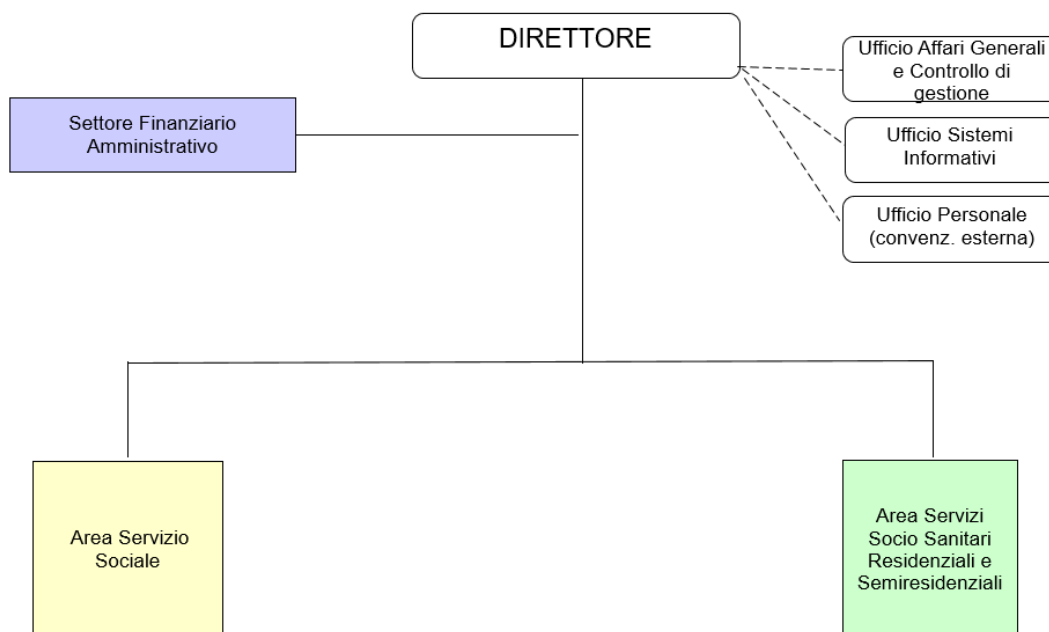 DIRETTORE
Ufficio Affari Generali
e Controllo di
gestione
Settore Finanziario
Amministrativo
Ufficio Sistemi
Informativi
Ufficio Personale
(convenz. esterna)
Area Servizio
Sociale
Area Servizi
Socio Sanitari
Residenziali e
Semiresidenziali